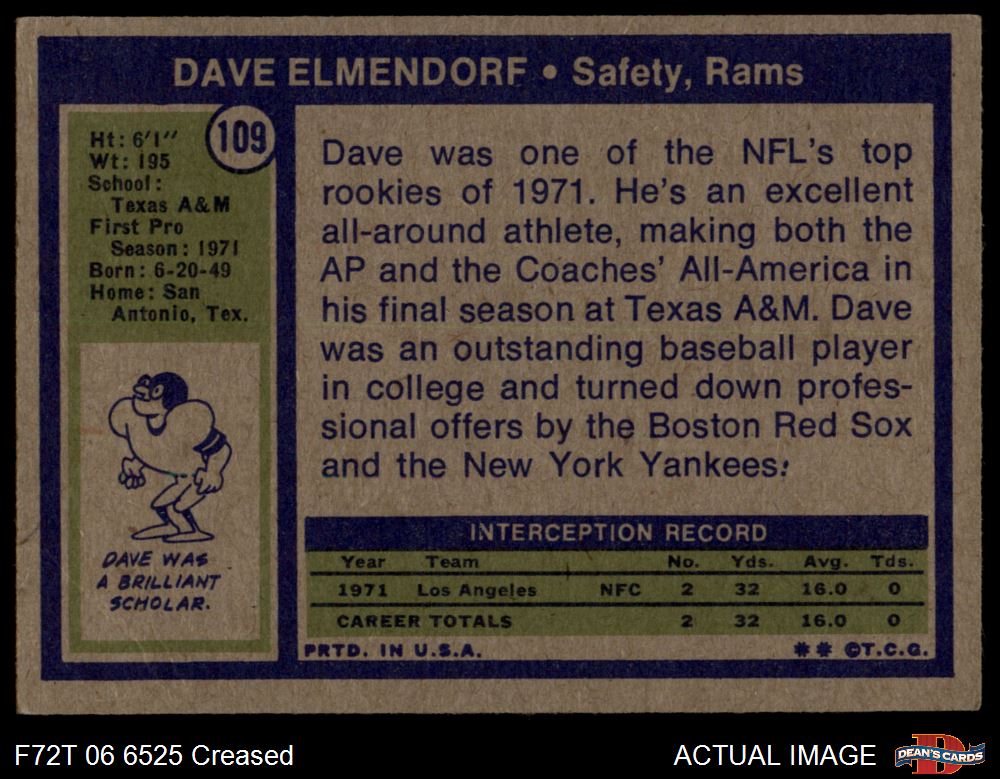 DAVE ELMENDORF • Safety, Rams
109
Ht: 6'1"
Wt: 195
School:
Texas A&M
First Pro
Season: 1971
Born: 6-20-49
Home: San
Antonio, Tex.
DAVE WAS
A BRILLIANT
SCHOLAR.
Dave was one of the NFL's top
rookies of 1971. He's an excellent
all-around athlete, making both the
AP and the Coaches' All-America in
his final season at Texas A&M. Dave
was an outstanding baseball player
in college and turned down profes-
sional offers by the Boston Red Sox
and the New York Yankees.
INTERCEPTION RECORD
Year Team No. Yds. Avg. Tds.
1971 Los Angeles NFC 2 32 16.0 0
CAREER TOTALS 2 32 16.0 0
PRTD. IN U.S.A. ** ©T.C.G.
F72T 06 6525 Creased ACTUAL IMAGE DEAN'S CARDS